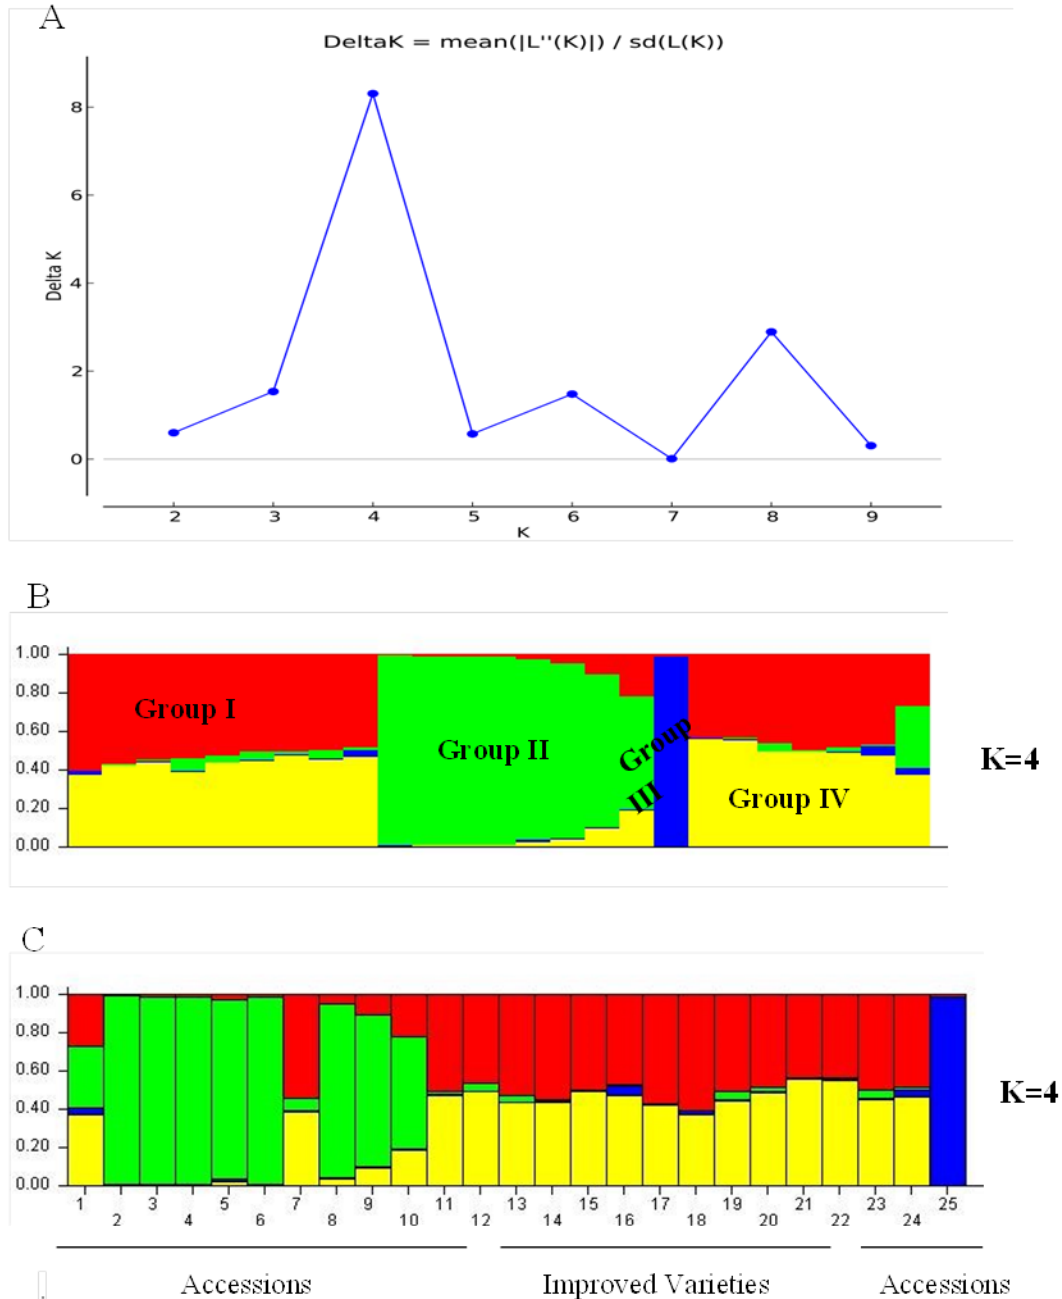 A
DeltaK = mean(|L''(K)|) / sd(L(K))
8
6
4
2
0
Delta K
2 3 4 5 6 7 8 9
K
B
1.00
0.80
0.60
0.40
0.20
0.00
Group I
Group II
Group
III
Group IV
K=4
C
1.00
0.80
0.60
0.40
0.20
0.00
K=4
1 3 5 7 9 11 13 15 17 19 21 23 25
2 4 6 8 10 12 14 16 18 20 22 24
Accessions Improved Varieties Accessions